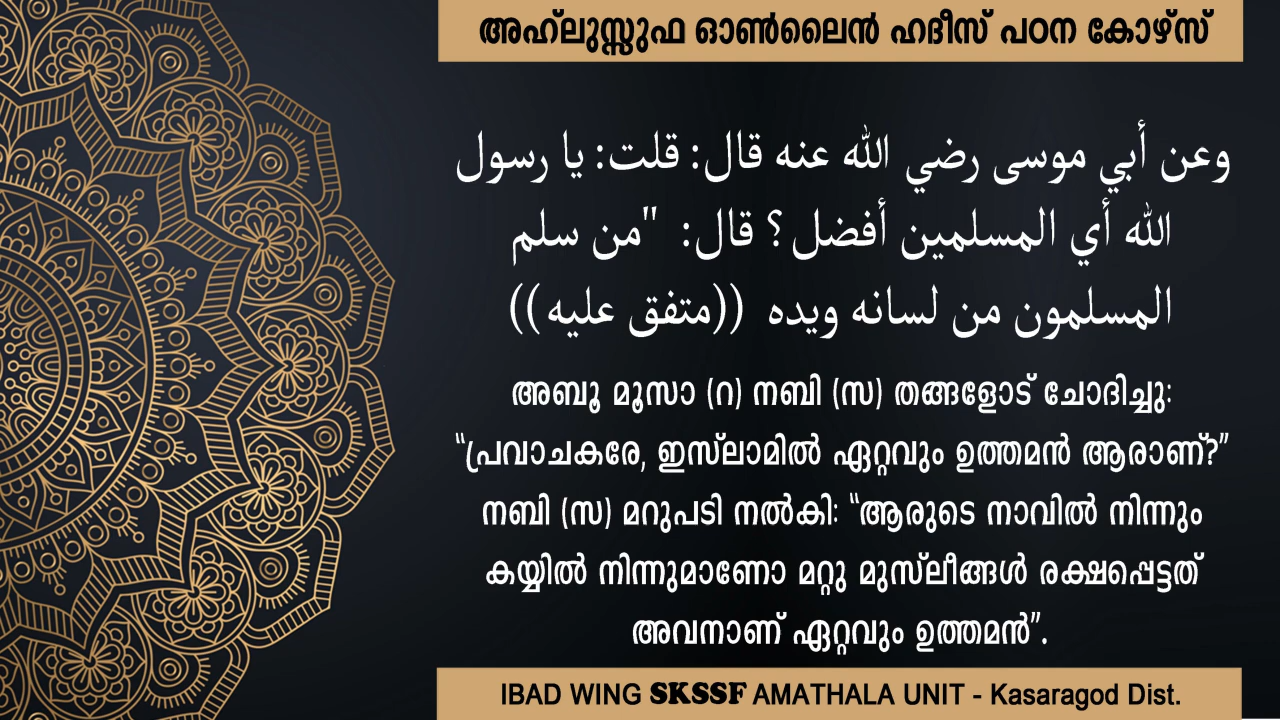 അഹ്‌ലുസ്സുഫ ഓൺലൈൻ ഹദീസ് പഠന കോഴ്സ്
وعن أبي موسى رضي الله عنه قال: قلت: يا رسول
الله أي المسلمين أفضل؟ قال: "من سلم
المسلمون من لسانه ويده ((متفق عليه))
അബൂ മൂസാ (റ) നബി (സ) തങ്ങളോട് ചോദിച്ചു:
“പ്രവാചകരേ, ഇസ്‌ലാമിൽ ഏറ്റവും ഉത്തമൻ ആരാണ്?”
നബി (സ) മറുപടി നൽകി: “ആരുടെ നാവിൽ നിന്നും
കയ്യിൽ നിന്നുമാണോ മറ്റു മുസ്‌ലീങ്ങൾ രക്ഷപ്പെട്ടത്
അവനാണ് ഏറ്റവും ഉത്തമൻ”.
IBAD WING SKSSF AMATHALA UNIT - Kasaragod Dist.